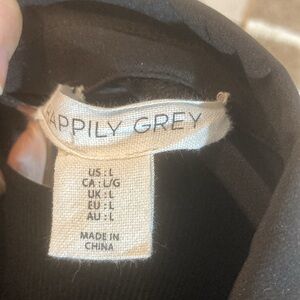 HAPPILY GREY
US : L
CA : L/G
UK : L
EU : L
AU : L
MADE IN
CHINA